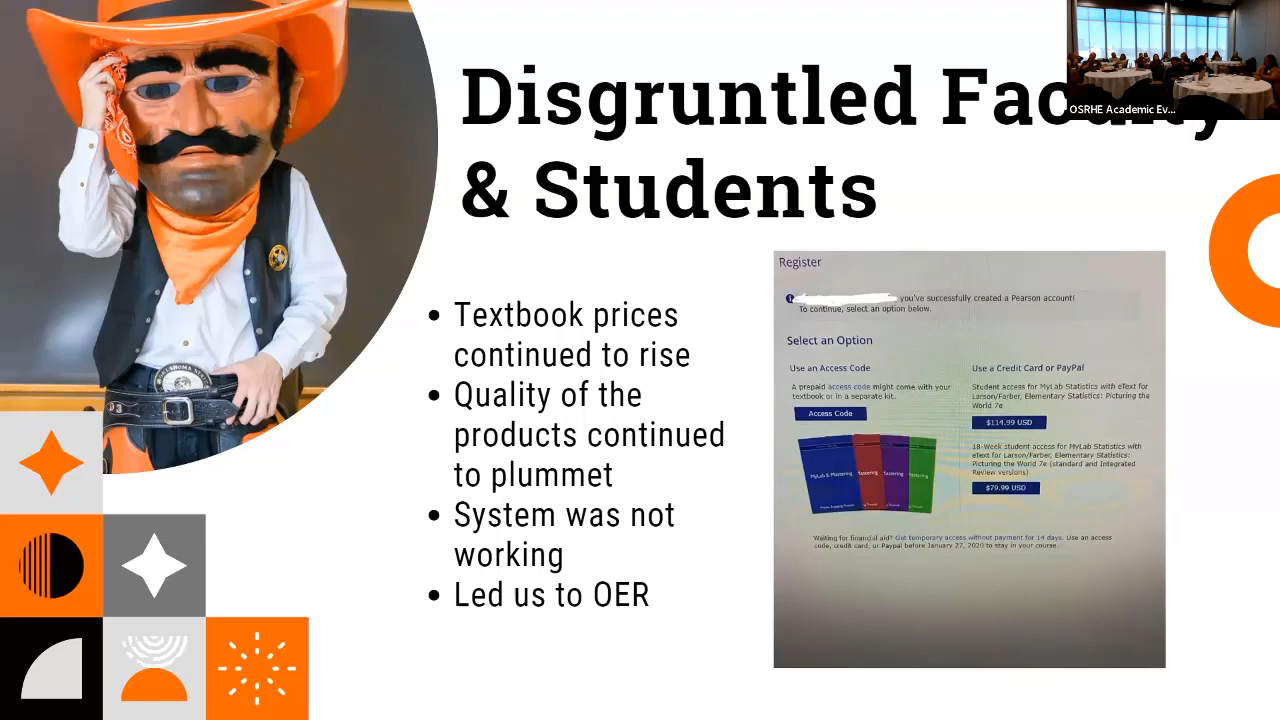 Disgruntled Faculty
& Students
OSRHE Academic Ev...
• Textbook prices
continued to rise
• Quality of the
products continued
to plummet
• System was not
working
• Led us to OER
Register
you've successfully created a Pearson account!
To continue, select an option below.
Select an Option
Use an Access Code
A prepaid access code might come with your
textbook or in a separate kit.
Access Code
MyLab & Mastering
Mastering
Mastering
Mastering
Use a Credit Card or PayPal
Student access for MyLab Statistics with eText for
Larson/Farber, Elementary Statistics: Picturing the
World 7e
$114.99 USD
18-Week student access for MyLab Statistics with
eText for Larson/Farber, Elementary Statistics:
Picturing the World 7e (standard and Integrated
Review versions)
$79.99 USD
Waiting for financial aid? Get temporary access without payment for 14 days. Use an access
code, credit card, or Paypal before January 27, 2020 to stay in your course.